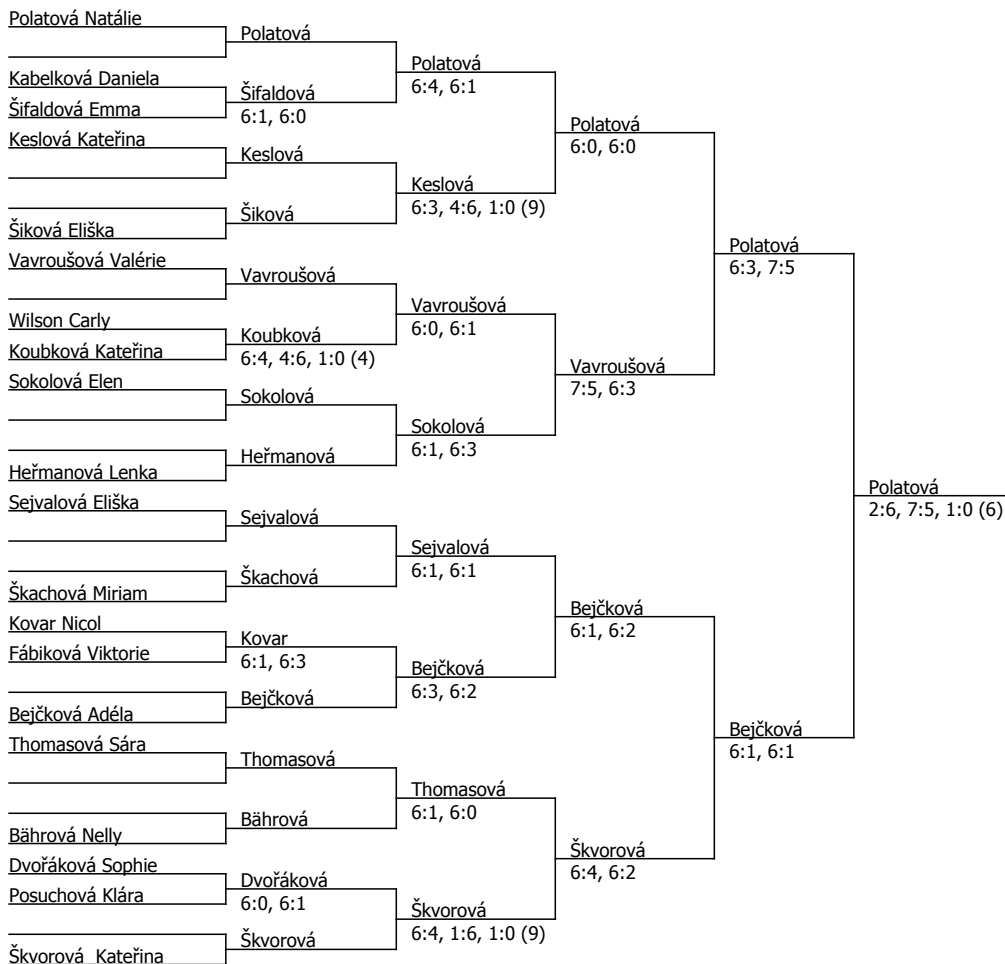 Polatová Natálie
Kabelková Daniela
Šifaldová Emma
Keslová Kateřina
Šiková Eliška
Vavroušová Valérie
Wilson Carly
Koubková Kateřina
Sokolová Elen
Heřmanová Lenka
Sejvalová Eliška
Škachová Miriam
Kovar Nicol
Fábiková Viktorie
Bejčková Adéla
Thomasová Sára
Bährová Nelly
Dvořáková Sophie
Posuchová Klára
Škvorová  Kateřina
Polatová
Šifaldová
6:1, 6:0
Keslová
Šiková
Vavroušová
Koubková
6:4, 4:6, 1:0 (4)
Sokolová
Heřmanová
Sejvalová
Škachová
Kovar
6:1, 6:3
Bejčková
Thomasová
Bährová
Dvořáková
6:0, 6:1
Škvorová
Polatová
6:4, 6:1
Keslová
6:3, 4:6, 1:0 (9)
Vavroušová
6:0, 6:1
Sokolová
6:1, 6:3
Sejvalová
6:1, 6:1
Bejčková
6:3, 6:2
Thomasová
6:1, 6:0
Škvorová
6:4, 1:6, 1:0 (9)
Polatová
6:0, 6:0
Vavroušová
7:5, 6:3
Bejčková
6:1, 6:2
Škvorová
6:4, 6:2
Polatová
6:3, 7:5
Bejčková
6:1, 6:1
Polatová
2:6, 7:5, 1:0 (6)